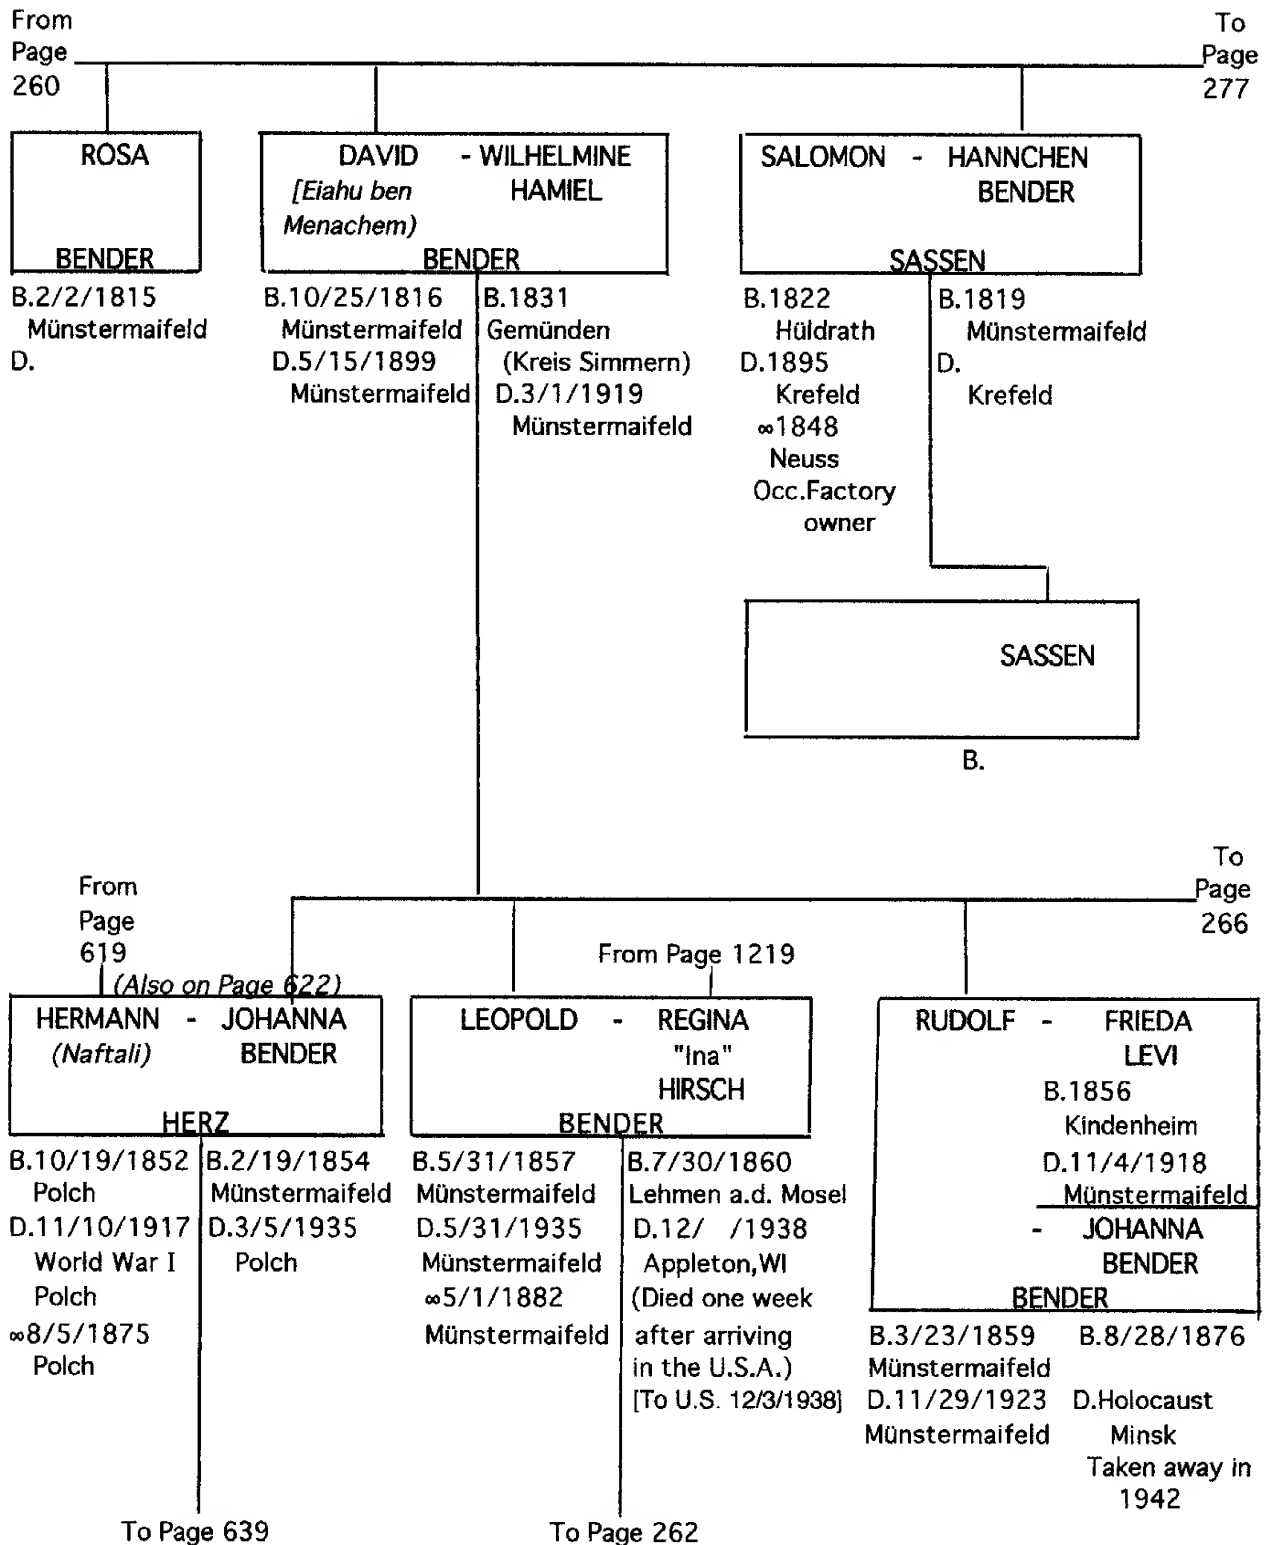 From
Page
260
To
Page
277
ROSA
BENDER
B.2/2/1815
Münstermaifeld
D.
DAVID - WILHELMINE
[Eiahu ben HAMIEL
Menachem)
BENDER
B.10/25/1816
Münstermaifeld
D.5/15/1899
Münstermaifeld
B.1831
Gemünden
(Kreis Simmern)
D.3/1/1919
Münstermaifeld
SALOMON - HANNCHEN
BENDER
SASSEN
B.1822
Hüldrath
D.1895
Krefeld
∞1848
Neuss
Occ.Factory
owner
B.1819
Münstermaifeld
D.
Krefeld
SASSEN
B.
To
Page
266
From
Page
619
(Also on Page 622)
HERMANN - JOHANNA
(Naftali) BENDER
HERZ
B.10/19/1852
Polch
D.11/10/1917
World War I
Polch
∞8/5/1875
Polch
B.2/19/1854
Münstermaifeld
D.3/5/1935
Polch
To Page 639
From Page 1219
LEOPOLD - REGINA
"Ina"
HIRSCH
BENDER
B.5/31/1857
Münstermaifeld
D.5/31/1935
Münstermaifeld
∞5/1/1882
Münstermaifeld
B.7/30/1860
Lehmen a.d. Mosel
D.12/ /1938
Appleton,WI
(Died one week
after arriving
in the U.S.A.)
[To U.S. 12/3/1938]
To Page 262
RUDOLF - FRIEDA
LEVI
B.1856
Kindenheim
D.11/4/1918
Münstermaifeld
- JOHANNA
BENDER
BENDER
B.3/23/1859
Münstermaifeld
D.11/29/1923
Münstermaifeld
B.8/28/1876
D.Holocaust
Minsk
Taken away in
1942